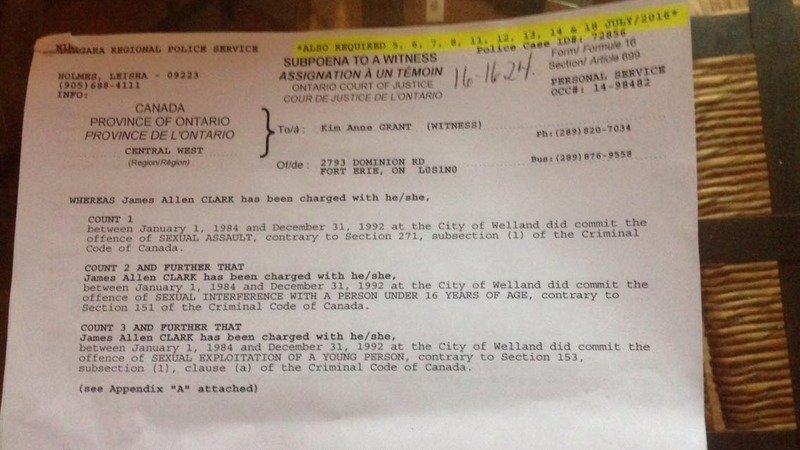 NIAGARA REGIONAL POLICE SERVICE
*ALSO REQUIRED 5, 6, 7, 8, 11, 12, 13, 14 & 18 JULY/2016*
Police Case ID#: 72856
SUBPOENA TO A WITNESS
Form/ Formule 16
HOLMES, LEISHA - 09223
ASSIGNATION À UN TÉMOIN
16-1624.
Section/ Article 699
(905)688-4111
ONTARIO COURT OF JUSTICE
PERSONAL SERVICE
INFO:
COUR DE JUSTICE DE L'ONTARIO
OCC#: 14-98482
CANADA
PROVINCE OF ONTARIO
PROVINCE DE L'ONTARIO
CENTRAL WEST
(Region/Région)
To/à: Kim Anne GRANT (WITNESS)
Ph:(289)820-7034
Of/de: 2793 DOMINION RD
Bus:(289)876-9558
FORT ERIE, ON L0S1N0
WHEREAS James Allen CLARK has been charged with he/she,
COUNT 1
between January 1, 1984 and December 31, 1992 at the City of Welland did commit the
offence of SEXUAL ASSAULT, contrary to Section 271, subsection (1) of the Criminal
Code of Canada.
COUNT 2 AND FURTHER THAT
James Allen CLARK has been charged with he/she,
between January 1, 1984 and December 31, 1992 at the City of Welland did commit the
offence of SEXUAL INTERFERENCE WITH A PERSON UNDER 16 YEARS OF AGE, contrary to
Section 151 of the Criminal Code of Canada.
COUNT 3 AND FURTHER THAT
James Allen CLARK has been charged with he/she,
between January 1, 1984 and December 31, 1992 at the City of Welland did commit the
offence of SEXUAL EXPLOITATION OF A YOUNG PERSON, contrary to Section 153,
subsection (1), clause (a) of the Criminal Code of Canada.
(see Appendix "A" attached)